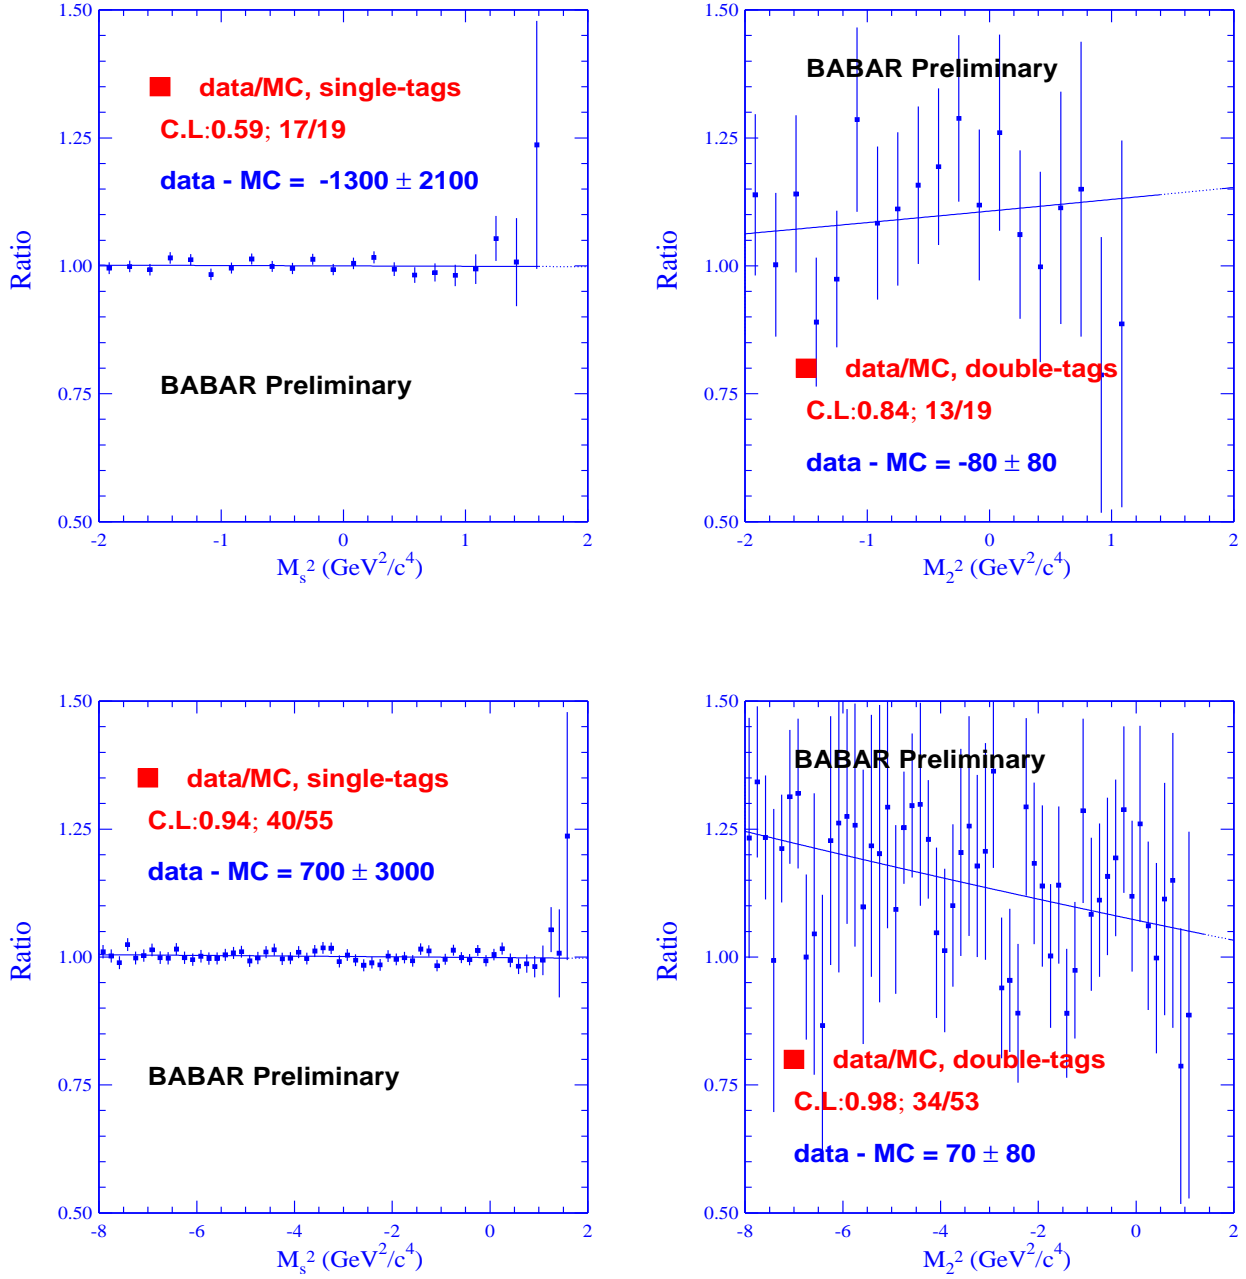 1.50
1.25
1.00
0.75
0.50
Ratio
data/MC, single-tags
C.L:0.59; 17/19
data - MC = -1300 ± 2100
BABAR Preliminary
-2
-1
0
1
2
M_s² (GeV²/c⁴)
1.50
1.25
1.00
0.75
0.50
Ratio
BABAR Preliminary
data/MC, double-tags
C.L:0.84; 13/19
data - MC = -80 ± 80
-2
-1
0
1
2
M₂² (GeV²/c⁴)
1.50
1.25
1.00
0.75
0.50
Ratio
data/MC, single-tags
C.L:0.94; 40/55
data - MC = 700 ± 3000
BABAR Preliminary
-8
-6
-4
-2
0
2
M_s² (GeV²/c⁴)
1.50
1.25
1.00
0.75
0.50
Ratio
BABAR Preliminary
data/MC, double-tags
C.L:0.98; 34/53
data - MC = 70 ± 80
-8
-6
-4
-2
0
2
M₂² (GeV²/c⁴)